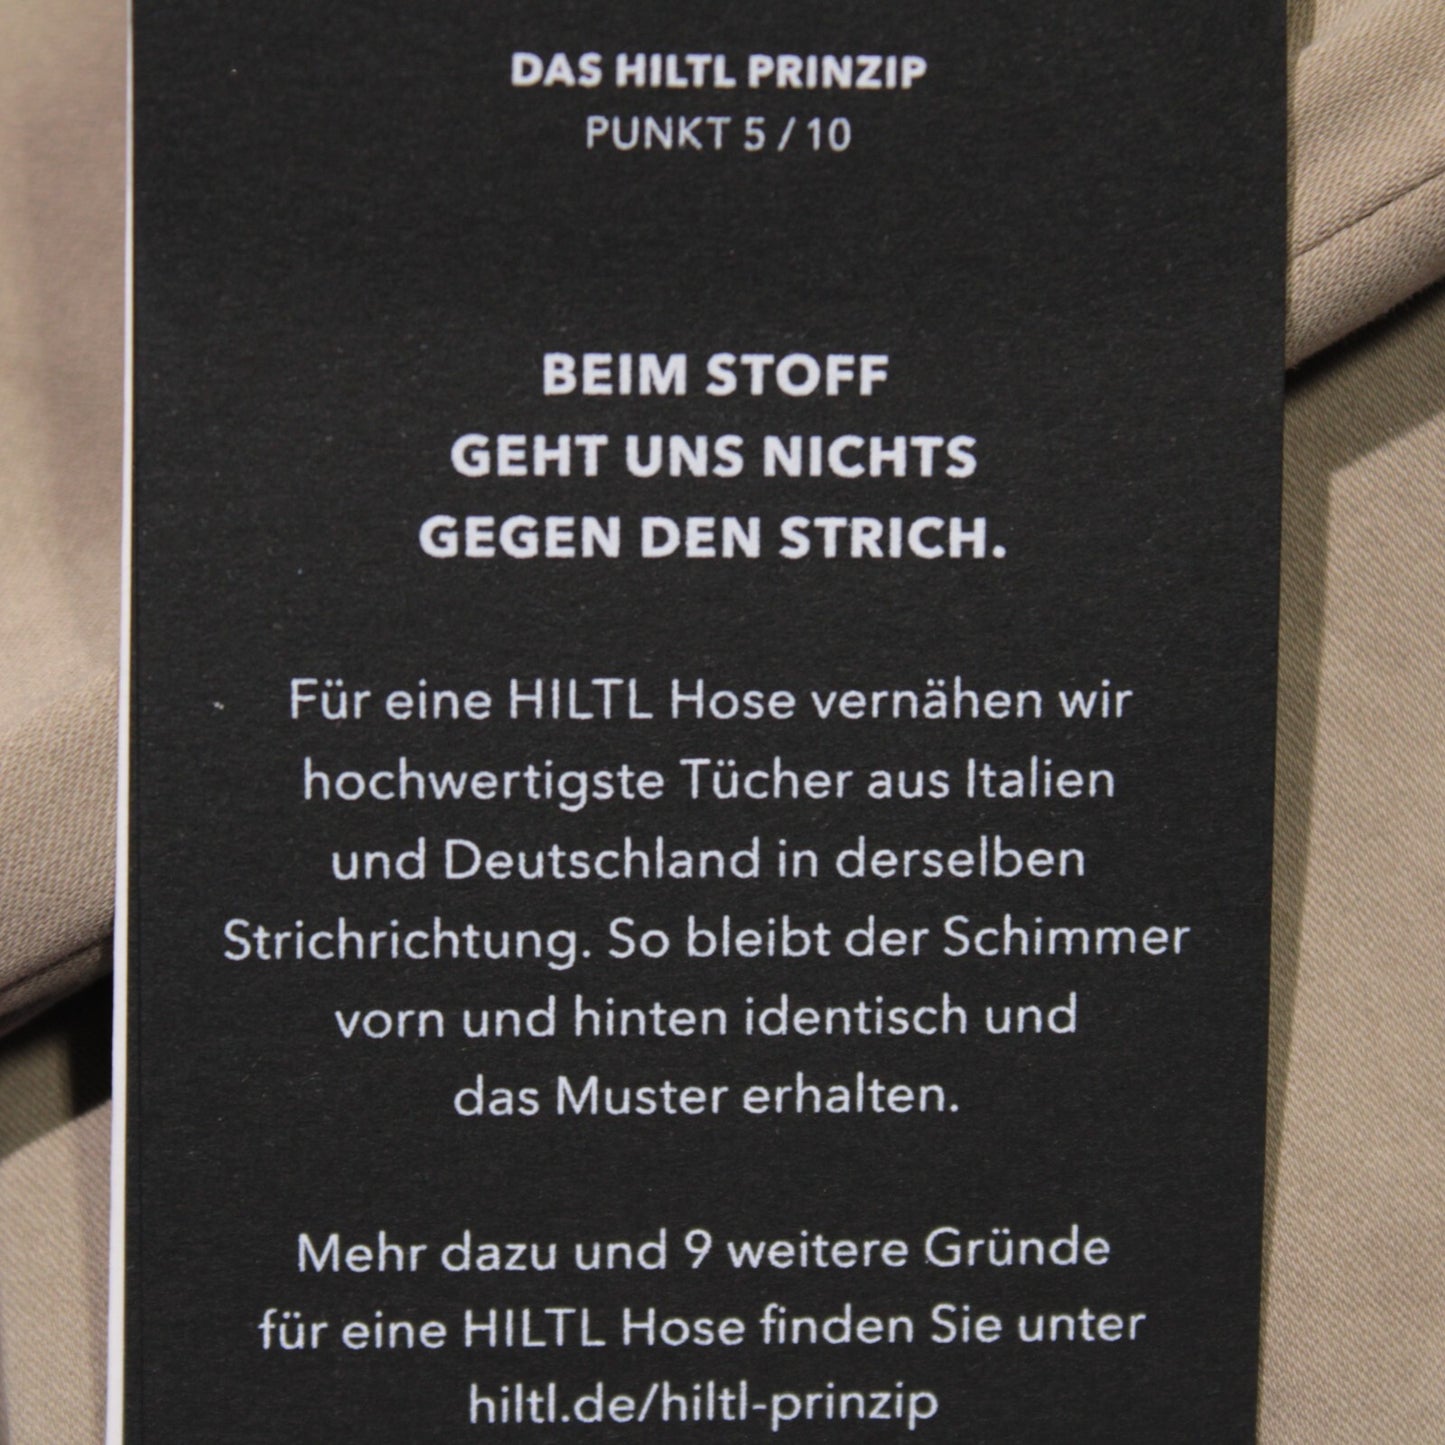 DAS HILTL PRINZIP
PUNKT 5 / 10
BEIM STOFF
GEHT UNS NICHTS
GEGEN DEN STRICH.
Für eine HILTL Hose vernähen wir
hochwertigste Tücher aus Italien
und Deutschland in derselben
Strichrichtung. So bleibt der Schimmer
vorn und hinten identisch und
das Muster erhalten.
Mehr dazu und 9 weitere Gründe
für eine HILTL Hose finden Sie unter
hiltl.de/hiltl-prinzip